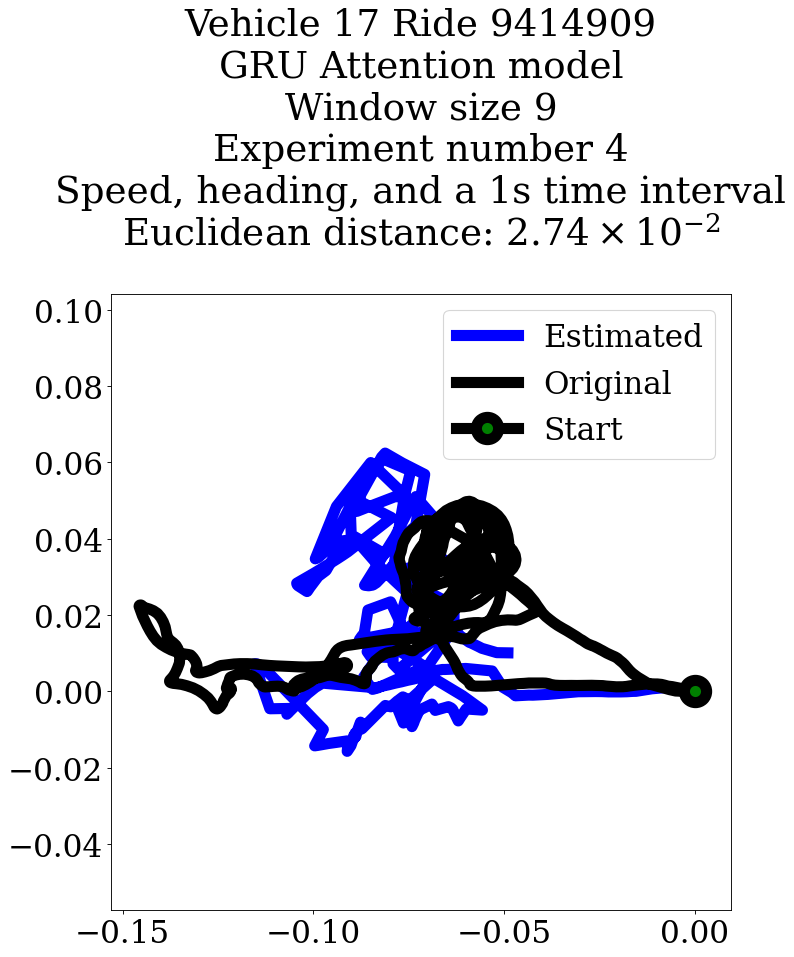 Vehicle 17 Ride 9414909
GRU Attention model
Window size 9
Experiment number 4
Speed, heading, and a 1s time interval
Euclidean distance: 2.74 × 10⁻²
Estimated
Original
Start
0.10
0.08
0.06
0.04
0.02
0.00
−0.02
−0.04
−0.15 −0.10 −0.05 0.00